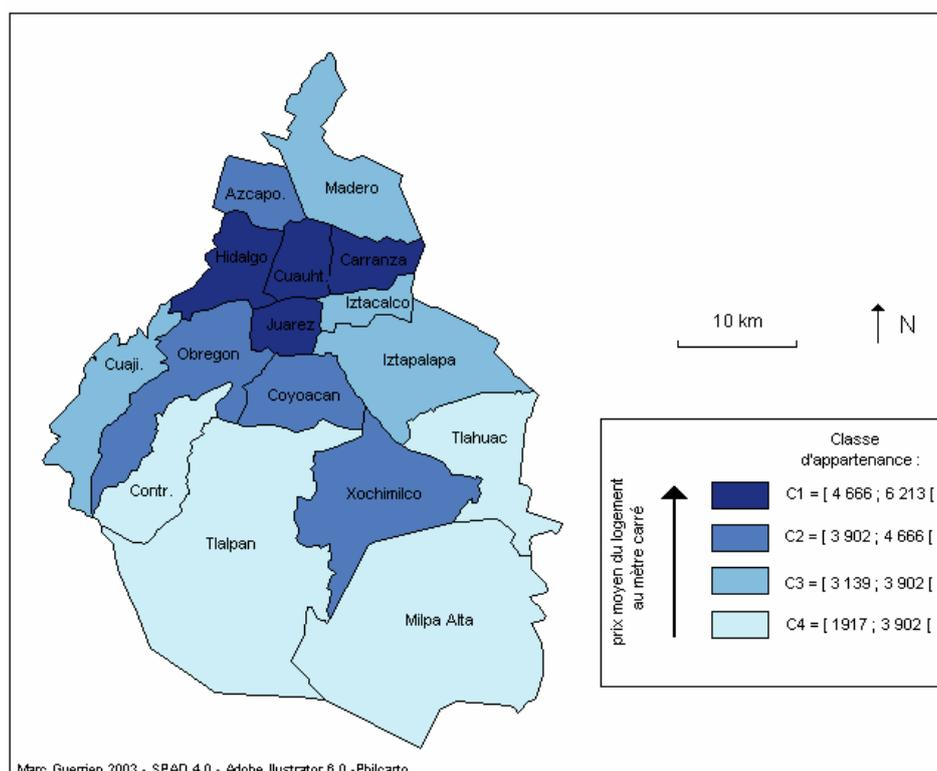 Madero
Azcapo.
Hidalgo
Cuauht.
Carranza
Iztacalco
Juarez
Obregon
Cuaji.
Iztapalapa
Coyoacan
Tlahuac
Contr.
Xochimilco
Tlalpan
Milpa Alta
10 km
N
Classe
d'appartenance :
prix moyen du logement
au mètre carré
C1 = [ 4 666 ; 6 213 [
C2 = [ 3 902 ; 4 666 [
C3 = [ 3 139 ; 3 902 [
C4 = [ 1917 ; 3 902 [
Marc Guerrien 2003 - SPAD 4.0 - Adobe Ilustrator 6.0 -Philcarto